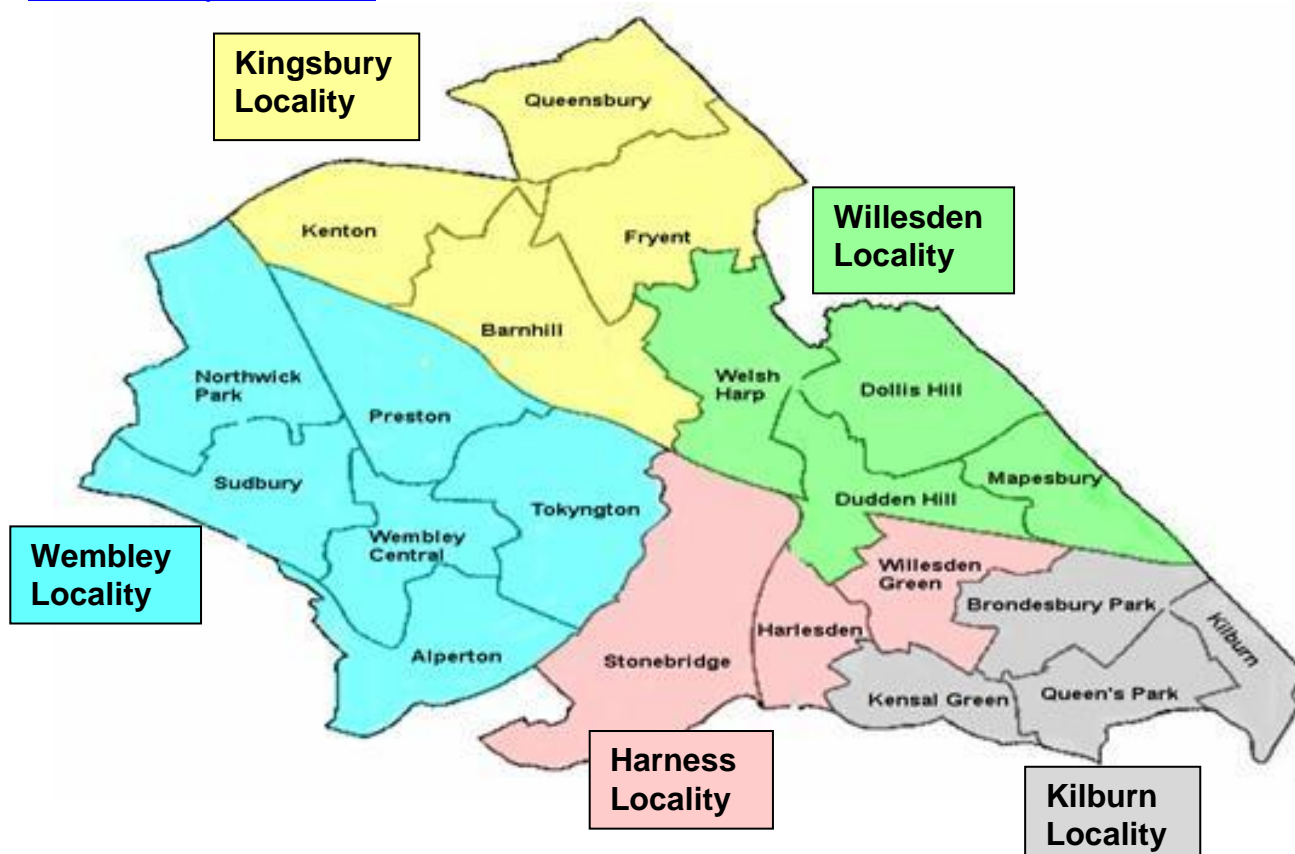 Kingsbury
Locality
Queensbury
Kenton
Fryent
Willesden
Locality
Barnhill
Northwick
Park
Preston
Welsh
Harp
Dollis Hill
Sudbury
Tokyngton
Dudden Hill
Mapesbury
Wembley
Central
Wembley
Locality
Willesden
Green
Brondesbury Park
Kilburn
Alperton
Stonebridge
Harlesden
Kensal Green
Queen's Park
Harness
Locality
Kilburn
Locality